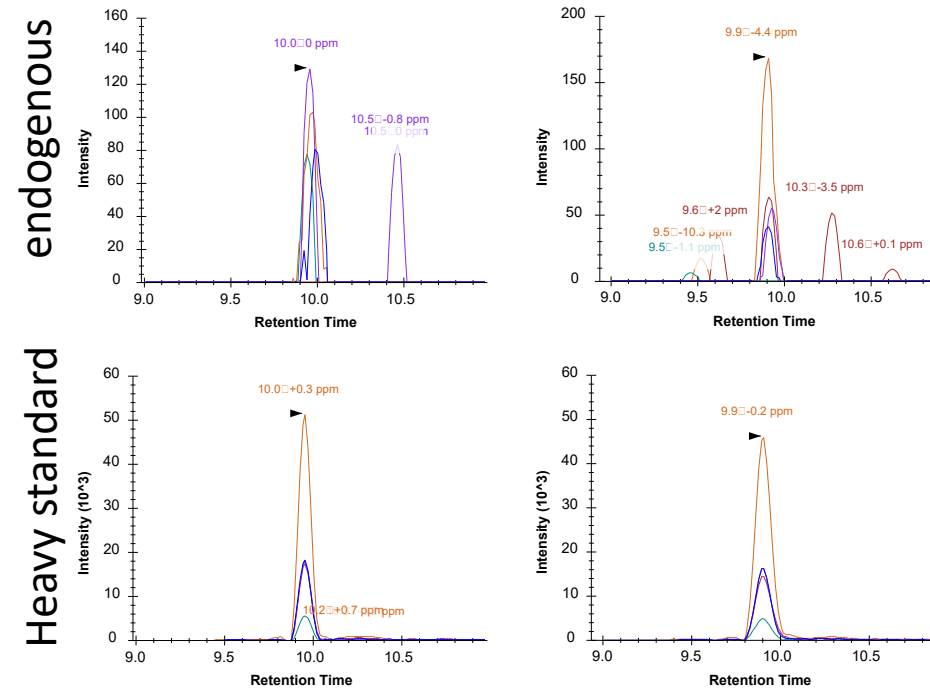 endogenous
160
140
120
100
80
60
40
20
0
Intensity
10.0□0 ppm
10.5□-0.8 ppm
10.5□0 ppm
9.0
9.5
10.0
10.5
Retention Time
200
150
100
50
0
Intensity
9.9□-4.4 ppm
10.3□-3.5 ppm
9.6□+2 ppm
9.5□-10.3 ppm
9.5□-1.1 ppm
10.6□+0.1 ppm
9.0
9.5
10.0
10.5
Retention Time
Heavy standard
60
50
40
30
20
10
0
Intensity (10^3)
10.0□+0.3 ppm
10.2□+0.7 ppm
ppm
9.0
9.5
10.0
10.5
Retention Time
60
50
40
30
20
10
0
Intensity (10^3)
9.9□-0.2 ppm
9.0
9.5
10.0
10.5
Retention Time